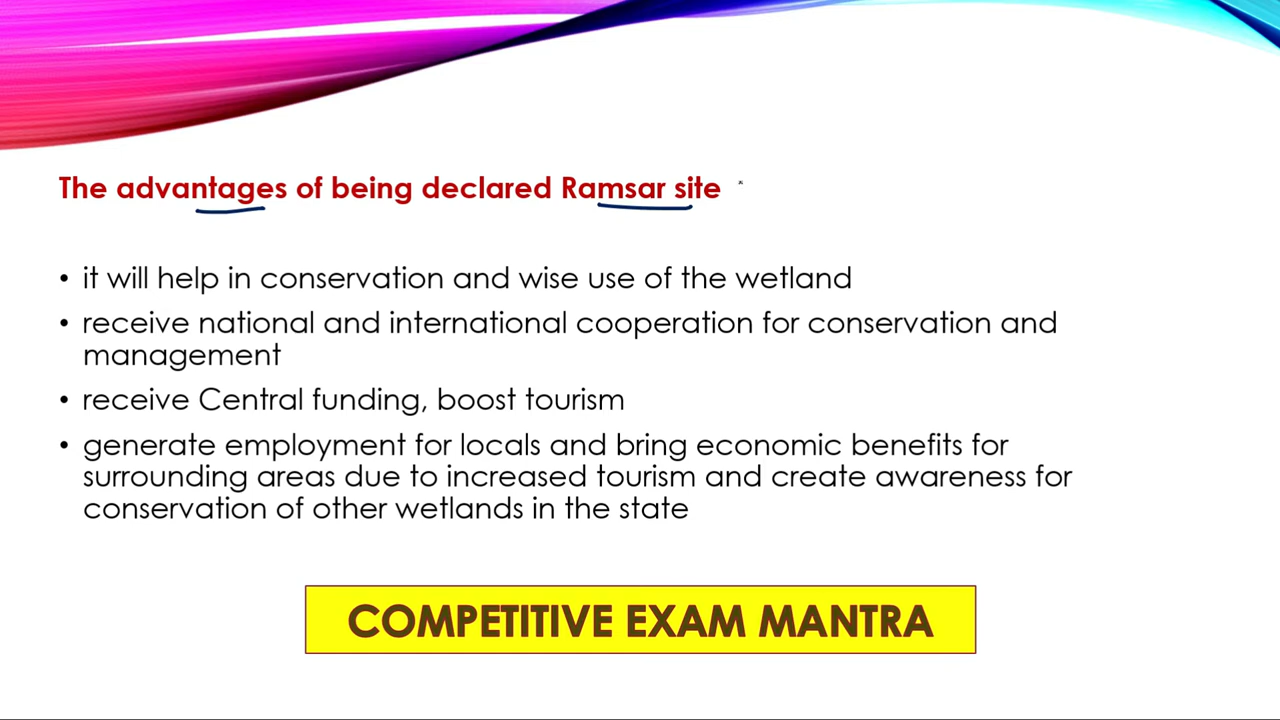 The advantages of being declared Ramsar site
• it will help in conservation and wise use of the wetland
• receive national and international cooperation for conservation and
management
• receive Central funding, boost tourism
• generate employment for locals and bring economic benefits for
surrounding areas due to increased tourism and create awareness for
conservation of other wetlands in the state
COMPETITIVE EXAM MANTRA